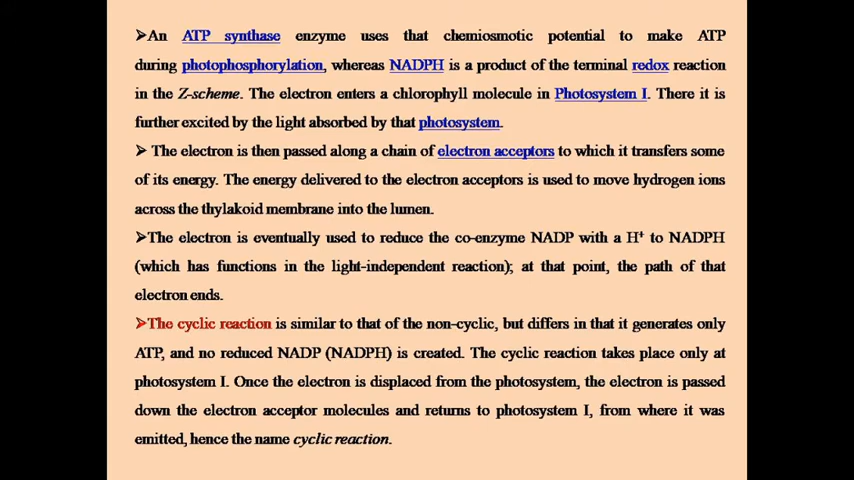 ➢An ATP synthase enzyme uses that chemiosmotic potential to make ATP
during photophosphorylation, whereas NADPH is a product of the terminal redox reaction
in the Z-scheme. The electron enters a chlorophyll molecule in Photosystem I. There it is
further excited by the light absorbed by that photosystem.
➢ The electron is then passed along a chain of electron acceptors to which it transfers some
of its energy. The energy delivered to the electron acceptors is used to move hydrogen ions
across the thylakoid membrane into the lumen.
➢The electron is eventually used to reduce the co-enzyme NADP with a H⁺ to NADPH
(which has functions in the light-independent reaction); at that point, the path of that
electron ends.
➢The cyclic reaction is similar to that of the non-cyclic, but differs in that it generates only
ATP, and no reduced NADP (NADPH) is created. The cyclic reaction takes place only at
photosystem I. Once the electron is displaced from the photosystem, the electron is passed
down the electron acceptor molecules and returns to photosystem I, from where it was
emitted, hence the name cyclic reaction.